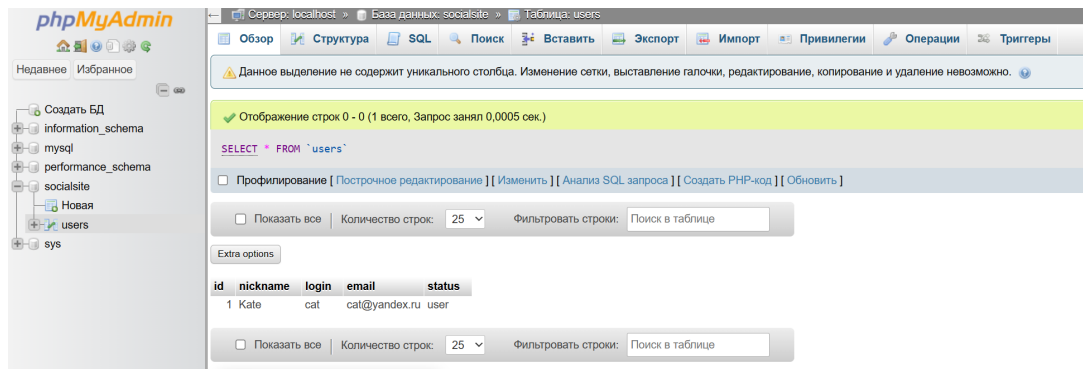 phpMyAdmin
Недавнее Избранное
Создать БД
information_schema
mysql
performance_schema
socialsite
Новая
users
sys
Сервер: localhost » База данных: socialsite » Таблица: users
Обзор Структура SQL Поиск Вставить Экспорт Импорт Привилегии Операции Триггеры
Данное выделение не содержит уникального столбца. Изменение сетки, выставление галочки, редактирование, копирование и удаление невозможно.
Отображение строк 0 - 0 (1 всего, Запрос занял 0,0005 сек.)
SELECT * FROM `users`
Профилирование [ Построчное редактирование ] [ Изменить ] [ Анализ SQL запроса ] [ Создать PHP-код ] [ Обновить ]
Показать все | Количество строк: 25 Фильтровать строки: Поиск в таблице
Extra options
id nickname login email status
1 Kate cat cat@yandex.ru user
Показать все | Количество строк: 25 Фильтровать строки: Поиск в таблице